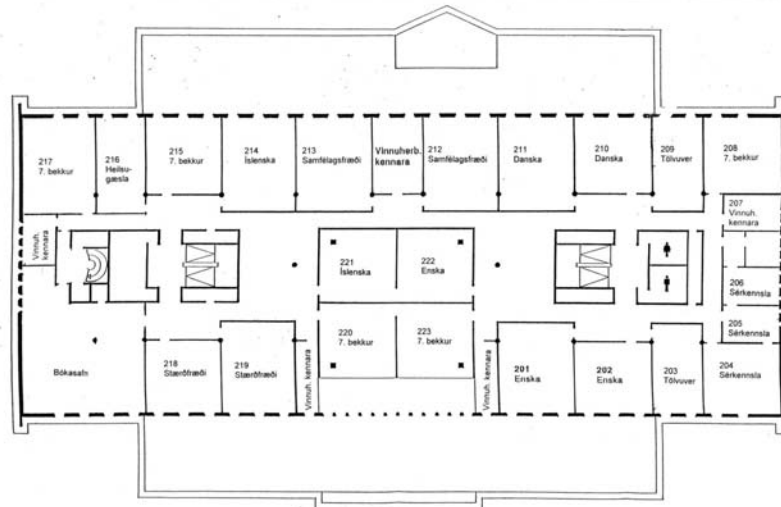 217
7. bekkur
216
Heilsu-
gæsla
215
7. bekkur
214
Íslenska
213
Samfélagsfræði
Vinnuherb.
kennara
212
Samfélagsfræði
211
Danska
210
Danska
209
Tölvuver
208
7. bekkur
207
Vinnuh.
kennara
Vinnuh.
kennara
221
Íslenska
222
Enska
206
Sérkennsla
205
Sérkennsla
220
7. bekkur
223
7. bekkur
Bókasafn
218
Stærðfræði
219
Stærðfræði
Vinnuh. kennara
Vinnuh. kennara
201
Enska
202
Enska
203
Tölvuver
204
Sérkennsla